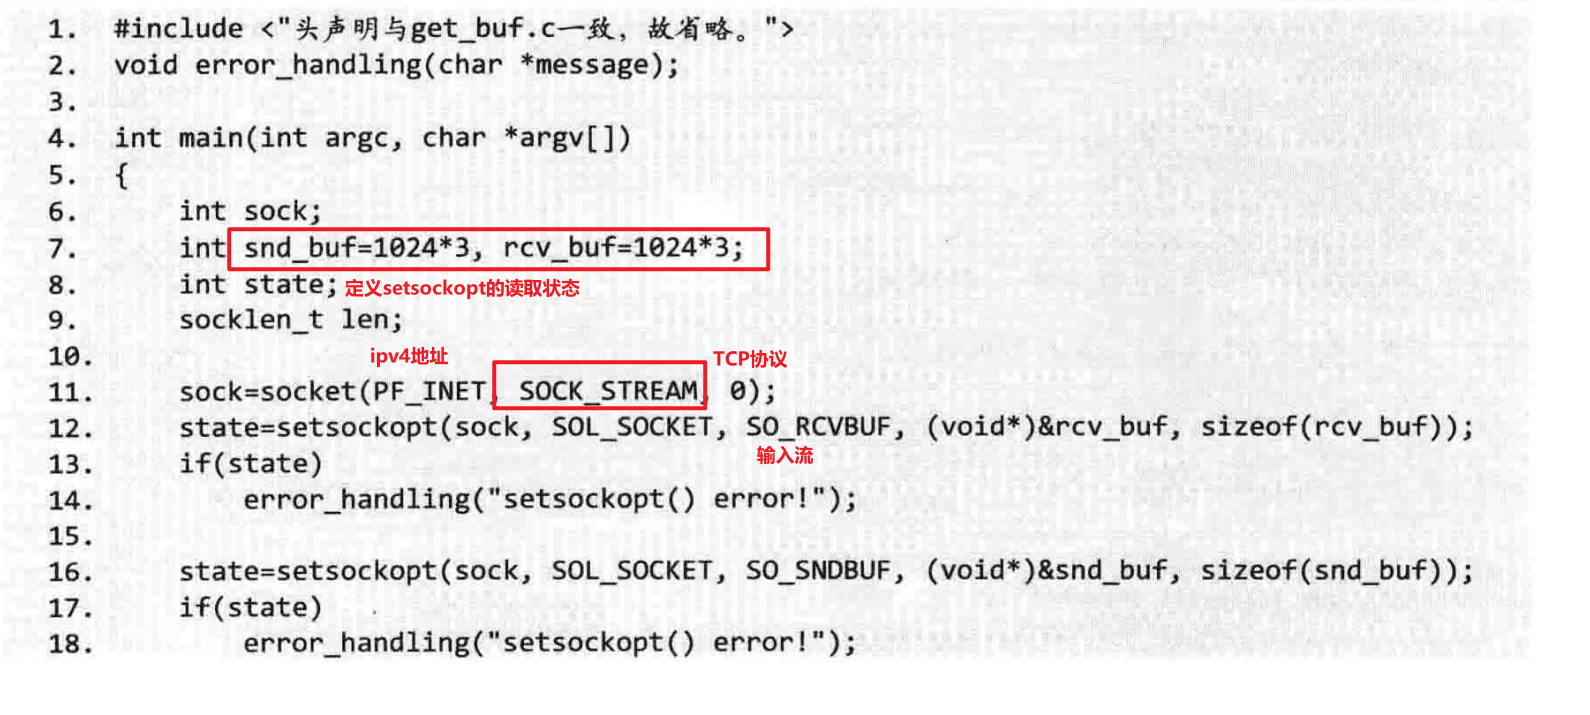 1. #include <"头声明与get_buf.c一致，故省略。">
2. void error_handling(char *message);
3.
4. int main(int argc, char *argv[])
5. {
6. int sock;
7. int snd_buf=1024*3, rcv_buf=1024*3;
8. int state; 定义setsockopt的读取状态
9. socklen_t len;
10.
ipv4地址 TCP协议
11. sock=socket(PF_INET, SOCK_STREAM, 0);
12. state=setsockopt(sock, SOL_SOCKET, SO_RCVBUF, (void*)&rcv_buf, sizeof(rcv_buf));
输入流
13. if(state)
14. error_handling("setsockopt() error!");
15.
16. state=setsockopt(sock, SOL_SOCKET, SO_SNDBUF, (void*)&snd_buf, sizeof(snd_buf));
17. if(state)
18. error_handling("setsockopt() error!");